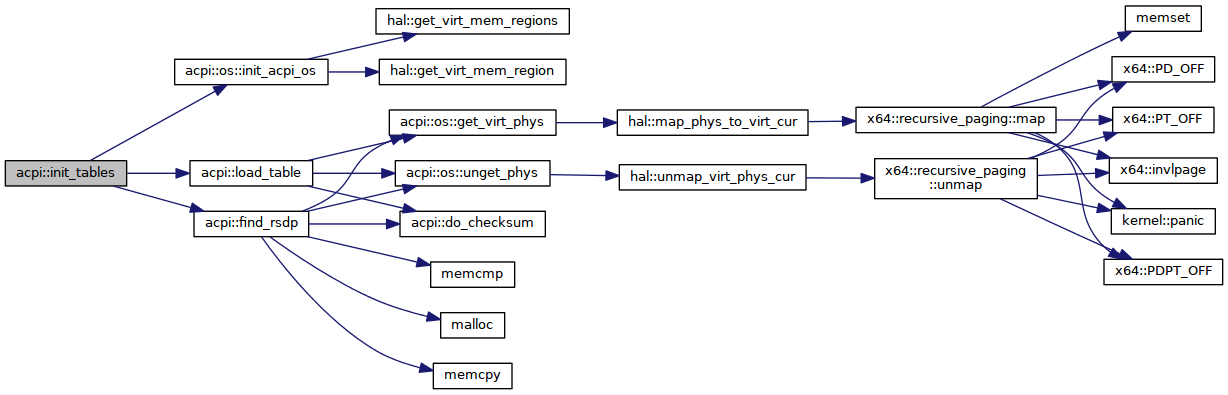 acpi::init_tables
acpi::os::init_acpi_os
acpi::load_table
acpi::find_rsdp
hal::get_virt_mem_regions
hal::get_virt_mem_region
acpi::os::get_virt_phys
acpi::os::unget_phys
acpi::do_checksum
memcmp
malloc
memcpy
hal::map_phys_to_virt_cur
hal::unmap_virt_phys_cur
x64::recursive_paging::map
x64::recursive_paging
::unmap
memset
x64::PD_OFF
x64::PT_OFF
x64::invlpage
kernel::panic
x64::PDPT_OFF